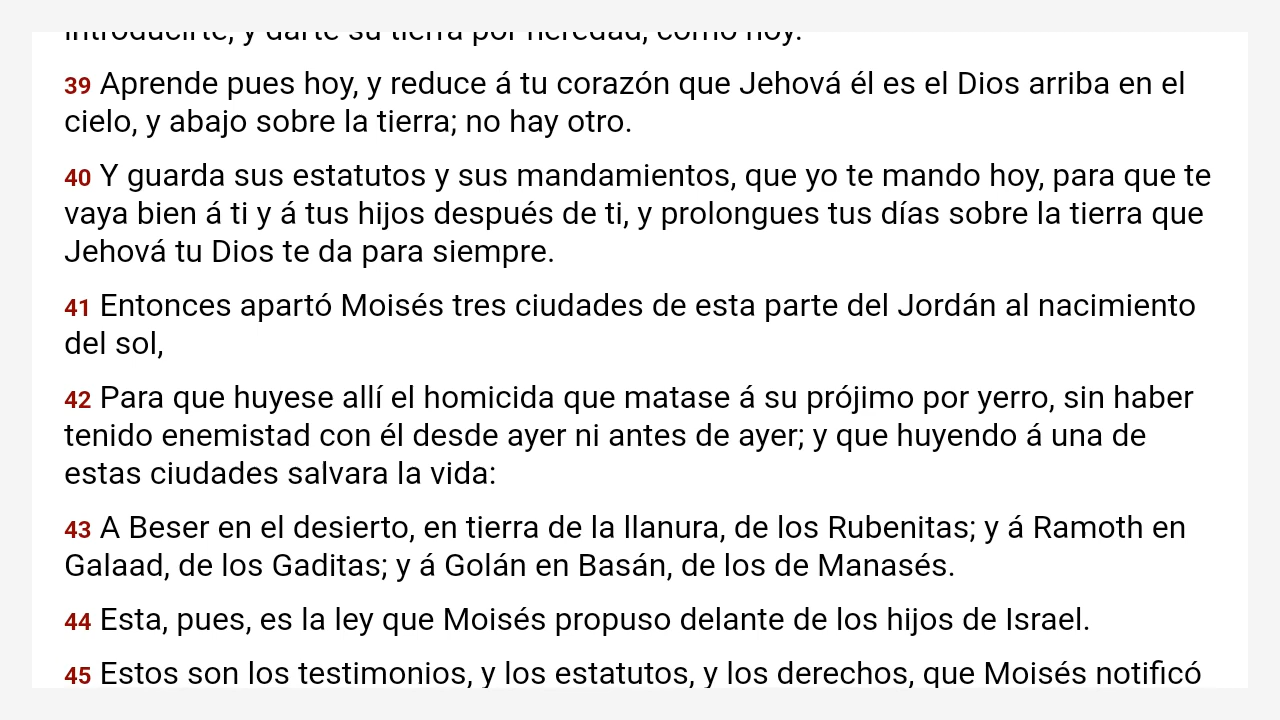 introducirte, y darte su tierra por heredad, como hoy.
39 Aprende pues hoy, y reduce á tu corazón que Jehová él es el Dios arriba en el
cielo, y abajo sobre la tierra; no hay otro.
40 Y guarda sus estatutos y sus mandamientos, que yo te mando hoy, para que te
vaya bien á ti y á tus hijos después de ti, y prolongues tus días sobre la tierra que
Jehová tu Dios te da para siempre.
41 Entonces apartó Moisés tres ciudades de esta parte del Jordán al nacimiento
del sol,
42 Para que huyese allí el homicida que matase á su prójimo por yerro, sin haber
tenido enemistad con él desde ayer ni antes de ayer; y que huyendo á una de
estas ciudades salvara la vida:
43 A Beser en el desierto, en tierra de la llanura, de los Rubenitas; y á Ramoth en
Galaad, de los Gaditas; y á Golán en Basán, de los de Manasés.
44 Esta, pues, es la ley que Moisés propuso delante de los hijos de Israel.
45 Estos son los testimonios, y los estatutos, y los derechos, que Moisés notificó